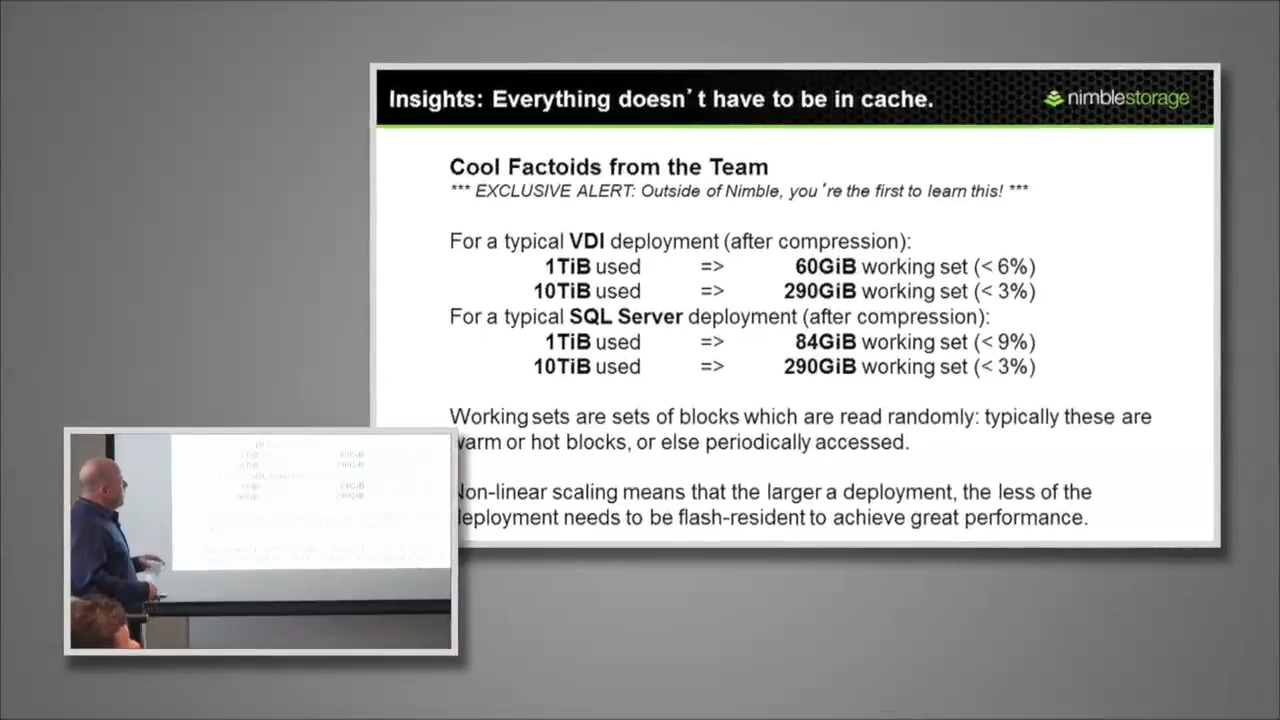 Insights: Everything doesn't have to be in cache.
nimblestorage
Cool Factoids from the Team
*** EXCLUSIVE ALERT: Outside of Nimble, you're the first to learn this! ***
For a typical VDI deployment (after compression):
1TiB used => 60GiB working set (< 6%)
10TiB used => 290GiB working set (< 3%)
For a typical SQL Server deployment (after compression):
1TiB used => 84GiB working set (< 9%)
10TiB used => 290GiB working set (< 3%)
Working sets are sets of blocks which are read randomly: typically these are
warm or hot blocks, or else periodically accessed.
Non-linear scaling means that the larger a deployment, the less of the
deployment needs to be flash-resident to achieve great performance.